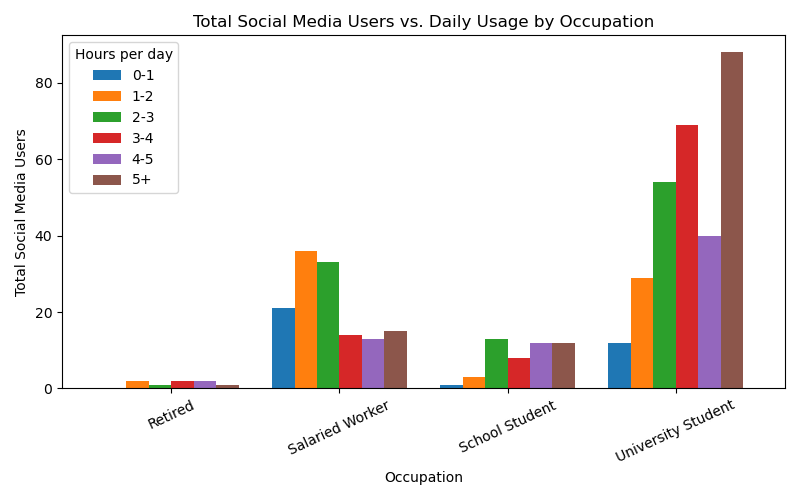 Total Social Media Users vs. Daily Usage by Occupation
Hours per day
0-1
1-2
2-3
3-4
4-5
5+
Total Social Media Users
80
60
40
20
0
Retired
Salaried Worker
School Student
University Student
Occupation